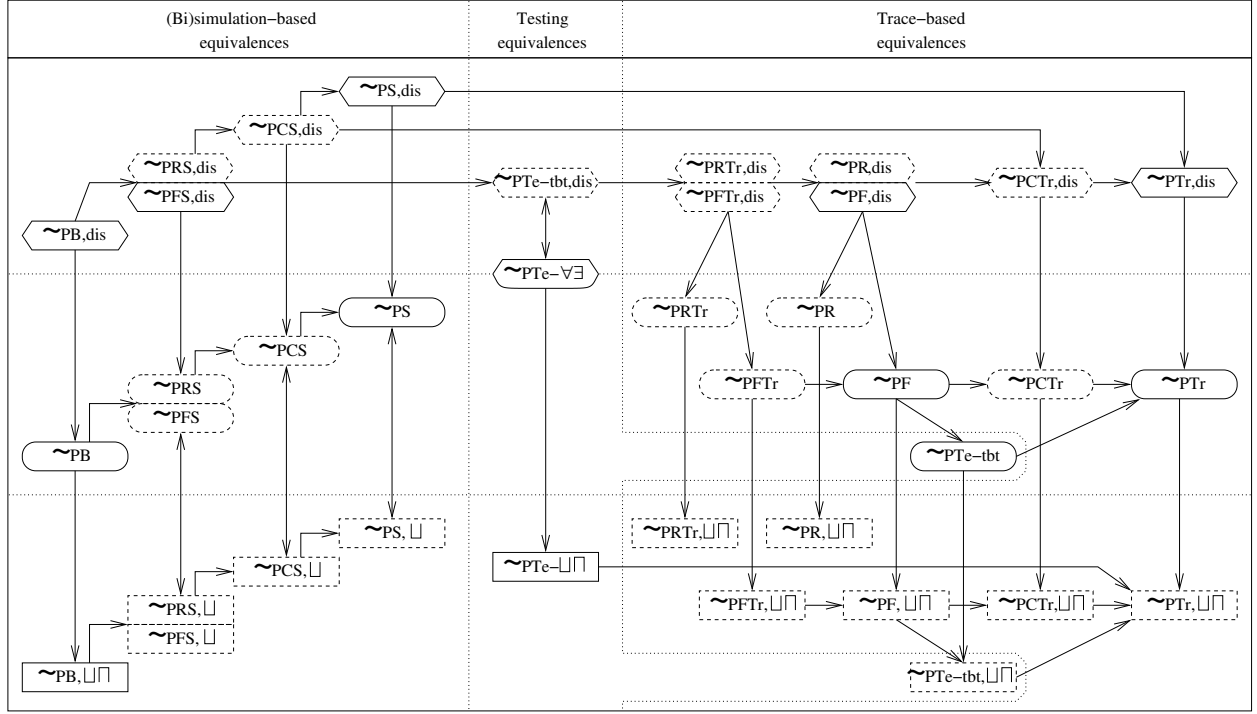 (Bi)simulation−based
equivalences
Testing
equivalences
Trace−based
equivalences
~PS,dis
~PCS,dis
~PRS,dis
~PFS,dis
~PTe−tbt,dis
~PRTr,dis
~PFTr,dis
~PR,dis
~PF,dis
~PCTr,dis
~PTr,dis
~PB,dis
~PTe−∀∃
~PS
~PRTr
~PR
~PCS
~PRS
~PFS
~PFTr
~PF
~PCTr
~PTr
~PB
~PTe−tbt
~PS, ⊔
~PRTr, ⊔⊓
~PR, ⊔⊓
~PCS, ⊔
~PTe−⊔⊓
~PRS, ⊔
~PFS, ⊔
~PFTr, ⊔⊓
~PF, ⊔⊓
~PCTr, ⊔⊓
~PTr, ⊔⊓
~PB, ⊔⊓
~PTe−tbt, ⊔⊓